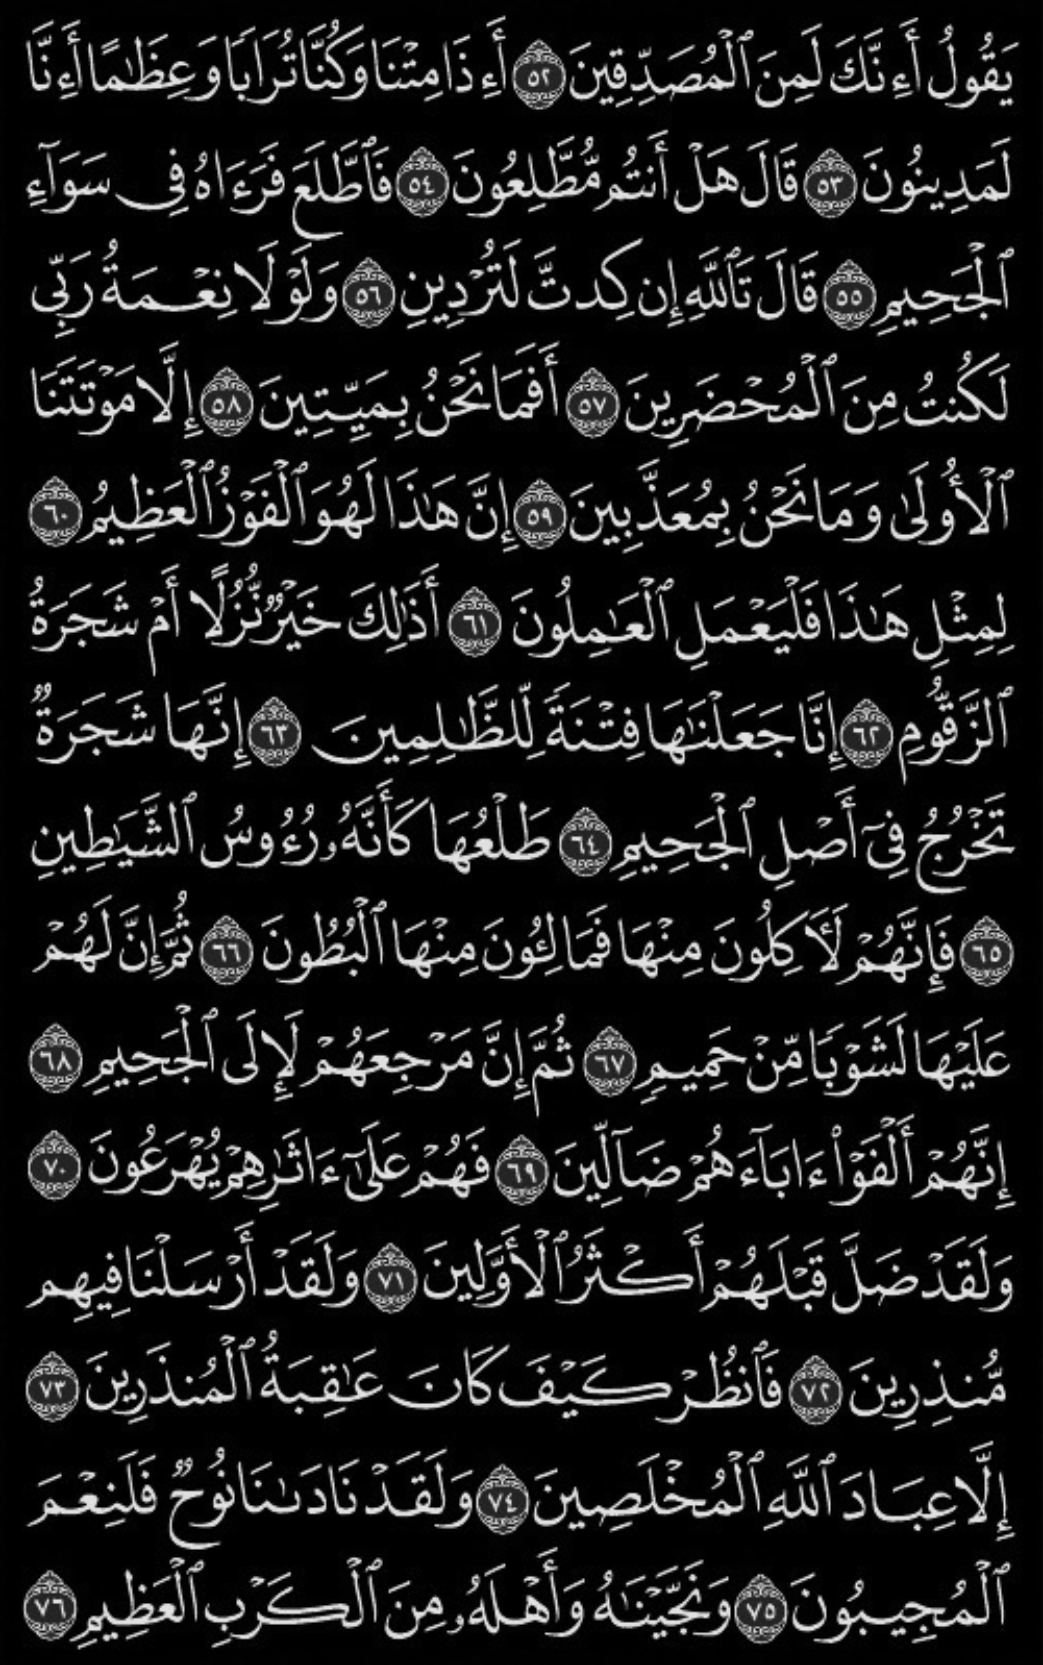 يَقُولُ أَءِنَّكَ لَمِنَ ٱلْمُصَدِّقِينَ ٥٢ أَءِذَا مِتْنَا وَكُنَّا تُرَابًا وَعِظَٰمًا أَءِنَّا
لَمَدِينُونَ ٥٣ قَالَ هَلْ أَنتُم مُّطَّلِعُونَ ٥٤ فَٱطَّلَعَ فَرَءَاهُ فِى سَوَآءِ
ٱلْجَحِيمِ ٥٥ قَالَ تَٱللَّهِ إِن كِدتَّ لَتُرْدِينِ ٥٦ وَلَوْلَا نِعْمَةُ رَبِّى
لَكُنتُ مِنَ ٱلْمُحْضَرِينَ ٥٧ أَفَمَا نَحْنُ بِمَيِّتِينَ ٥٨ إِلَّا مَوْتَتَنَا
ٱلْأُولَىٰ وَمَا نَحْنُ بِمُعَذَّبِينَ ٥٩ إِنَّ هَٰذَا لَهُوَ ٱلْفَوْزُ ٱلْعَظِيمُ ٦٠
لِمِثْلِ هَٰذَا فَلْيَعْمَلِ ٱلْعَٰمِلُونَ ٦١ أَذَٰلِكَ خَيْرٌ نُّزُلًا أَمْ شَجَرَةُ
ٱلزَّقُّومِ ٦٢ إِنَّا جَعَلْنَٰهَا فِتْنَةً لِّلظَّٰلِمِينَ ٦٣ إِنَّهَا شَجَرَةٌ
تَخْرُجُ فِىٓ أَصْلِ ٱلْجَحِيمِ ٦٤ طَلْعُهَا كَأَنَّهُۥ رُءُوسُ ٱلشَّيَٰطِينِ
٦٥ فَإِنَّهُمْ لَءَاكِلُونَ مِنْهَا فَمَالِـُٔونَ مِنْهَا ٱلْبُطُونَ ٦٦ ثُمَّ إِنَّ لَهُمْ
عَلَيْهَا لَشَوْبًا مِّنْ حَمِيمٍ ٦٧ ثُمَّ إِنَّ مَرْجِعَهُمْ لَإِلَى ٱلْجَحِيمِ ٦٨
إِنَّهُمْ أَلْفَوْا۟ ءَابَآءَهُمْ ضَآلِّينَ ٦٩ فَهُمْ عَلَىٰٓ ءَاثَٰرِهِمْ يُهْرَعُونَ ٧٠
وَلَقَدْ ضَلَّ قَبْلَهُمْ أَكْثَرُ ٱلْأَوَّلِينَ ٧١ وَلَقَدْ أَرْسَلْنَا فِيهِم
مُّنذِرِينَ ٧٢ فَٱنظُرْ كَيْفَ كَانَ عَٰقِبَةُ ٱلْمُنذَرِينَ ٧٣
إِلَّا عِبَادَ ٱللَّهِ ٱلْمُخْلَصِينَ ٧٤ وَلَقَدْ نَادَىٰنَا نُوحٌ فَلَنِعْمَ
ٱلْمُجِيبُونَ ٧٥ وَنَجَّيْنَٰهُ وَأَهْلَهُۥ مِنَ ٱلْكَرْبِ ٱلْعَظِيمِ ٧٦